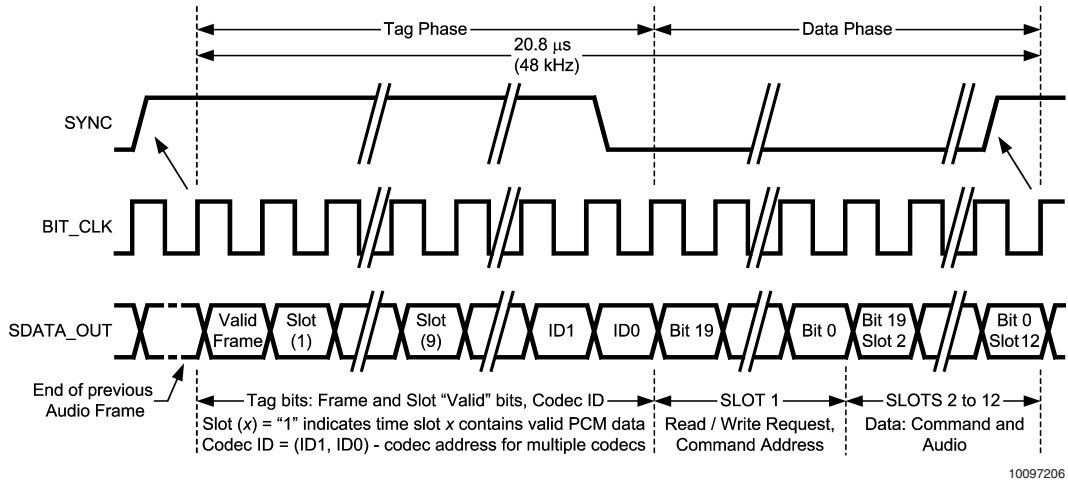 Tag Phase
Data Phase
20.8 μs
(48 kHz)
SYNC
BIT_CLK
SDATA_OUT
Valid
Frame
Slot
(1)
Slot
(9)
ID1
ID0
Bit 19
Bit 0
Bit 19
Slot 2
Bit 0
Slot12
End of previous
Audio Frame
Tag bits: Frame and Slot “Valid” bits, Codec ID
Slot (x) = “1” indicates time slot x contains valid PCM data
Codec ID = (ID1, ID0) - codec address for multiple codecs
SLOT 1
Read / Write Request,
Command Address
SLOTS 2 to 12
Data: Command and
Audio
10097206